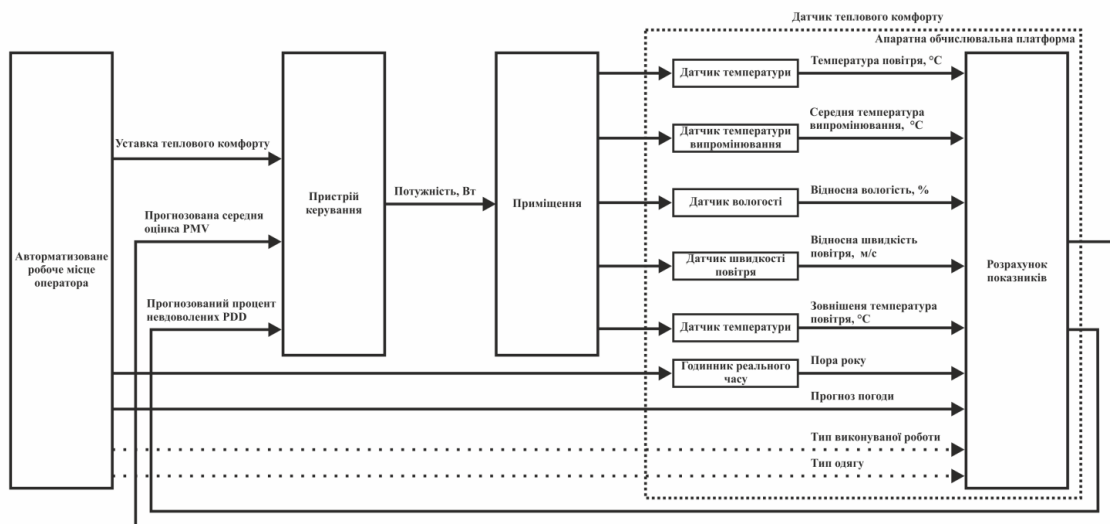 Датчик теплового комфорту
Апаратна обчислювальна платформа
Авторматизоване
робоче місце
оператора
Уставка теплового комфорту
Прогнозована середня
оцінка PMV
Прогнозований процент
невдоволених PDD
Пристрій
керування
Потужність, Вт
Приміщення
Датчик температури
Температура повітря, °C
Датчик температури
випромінювання
Середня температура
випромінювання, °C
Датчик вологості
Відносна вологість, %
Датчик швидкості
повітря
Відносна швидкість
повітря, м/с
Датчик температури
Зовнішеня температура
повітря, °C
Годинник реального
часу
Пора року
Прогноз погоди
Тип виконуваної роботи
Тип одягу
Розрахунок
показників